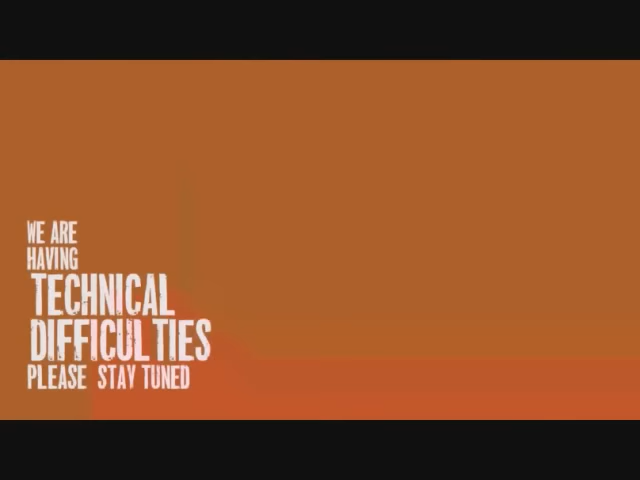 WE ARE
HAVING
TECHNICAL
DIFFICULTIES
PLEASE STAY TUNED